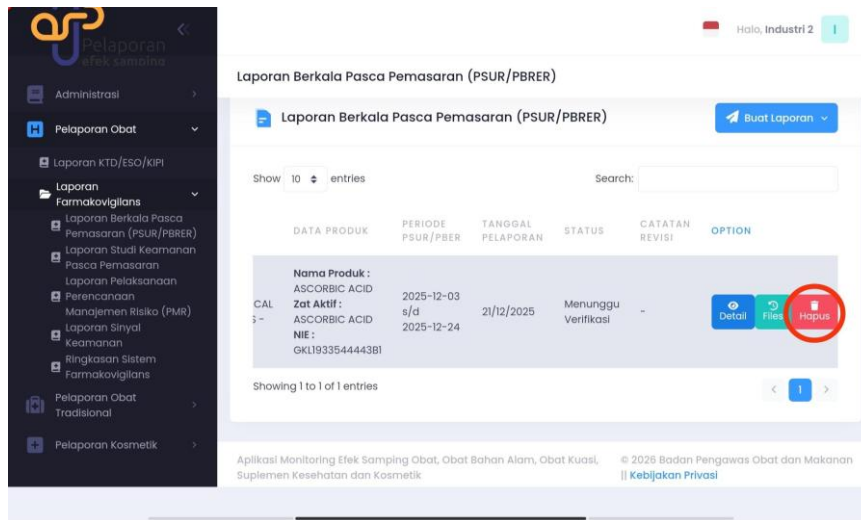 Pelaporan
efek samping
Halo, Industri 2
I
Laporan Berkala Pasca Pemasaran (PSUR/PBRER)
Administrasi
Pelaporan Obat
Laporan KTD/ESO/KIPI
Laporan
Farmakovigilans
Laporan Berkala Pasca
Pemasaran (PSUR/PBRER)
Laporan Studi Keamanan
Pasca Pemasaran
Laporan Pelaksanaan
Perencanaan
Manajemen Risiko (PMR)
Laporan Sinyal
Keamanan
Ringkasan Sistem
Farmakovigilans
Pelaporan Obat
Tradisional
Pelaporan Kosmetik
Laporan Berkala Pasca Pemasaran (PSUR/PBRER)
Buat Laporan
Show 10 entries
Search:
DATA PRODUK
PERIODE
PSUR/PBER
TANGGAL
PELAPORAN
STATUS
CATATAN
REVISI
OPTION
CAL
S -
Nama Produk :
ASCORBIC ACID
Zat Aktif :
ASCORBIC ACID
NIE :
GKL1933544443B1
2025-12-03
s/d
2025-12-24
21/12/2025
Menunggu
Verifikasi
-
Detail
Files
Hapus
Showing 1 to 1 of 1 entries
1
Aplikasi Monitoring Efek Samping Obat, Obat Bahan Alam, Obat Kuasi,
Suplemen Kesehatan dan Kosmetik
© 2026 Badan Pengawas Obat dan Makanan
|| Kebijakan Privasi